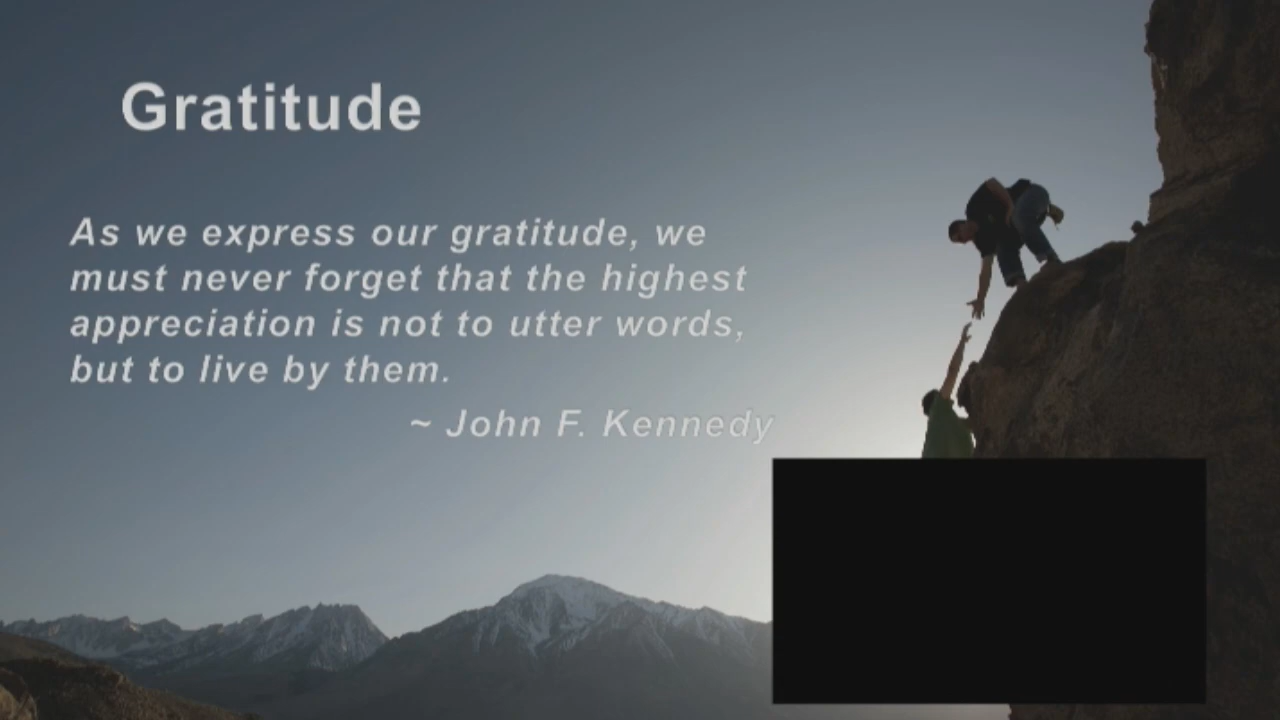 Gratitude
As we express our gratitude, we
must never forget that the highest
appreciation is not to utter words,
but to live by them.
~ John F. Kennedy